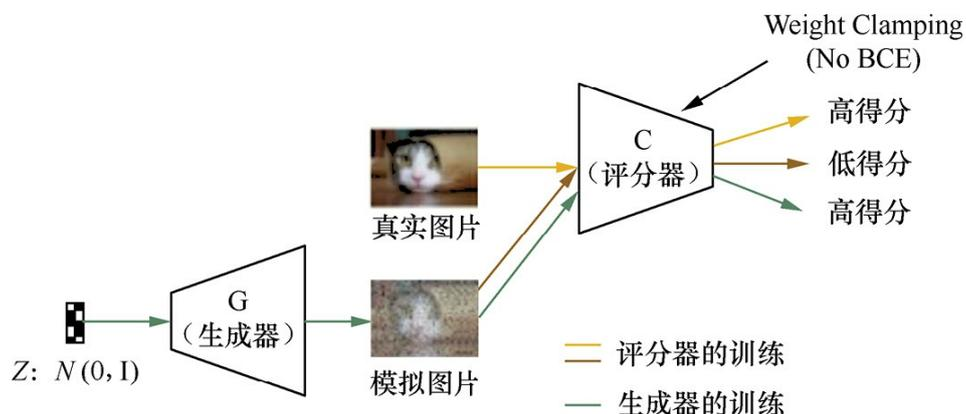 Weight Clamping
(No BCE)
高得分
C
(评分器)
低得分
高得分
真实图片
G
(生成器)
Z: N(0, I)
模拟图片
评分器的训练
生成器的训练